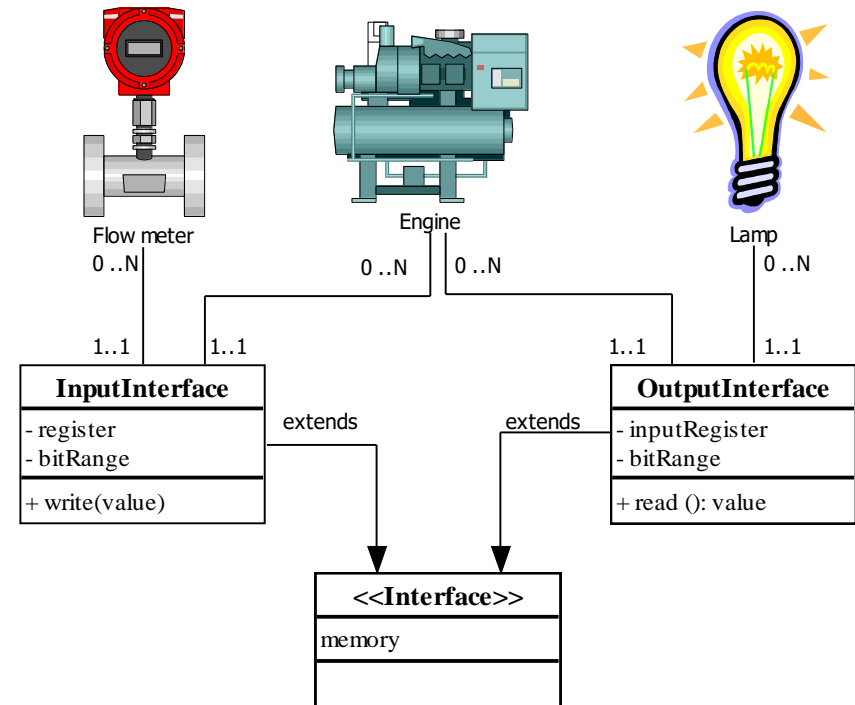 Flow meter
Engine
Lamp
0 ..N
0 ..N
0 ..N
0 ..N
1..1
1..1
1..1
1..1
InputInterface
- register
- bitRange
+ write(value)
extends
extends
OutputInterface
- inputRegister
- bitRange
+ read (): value
<<Interface>>
memory